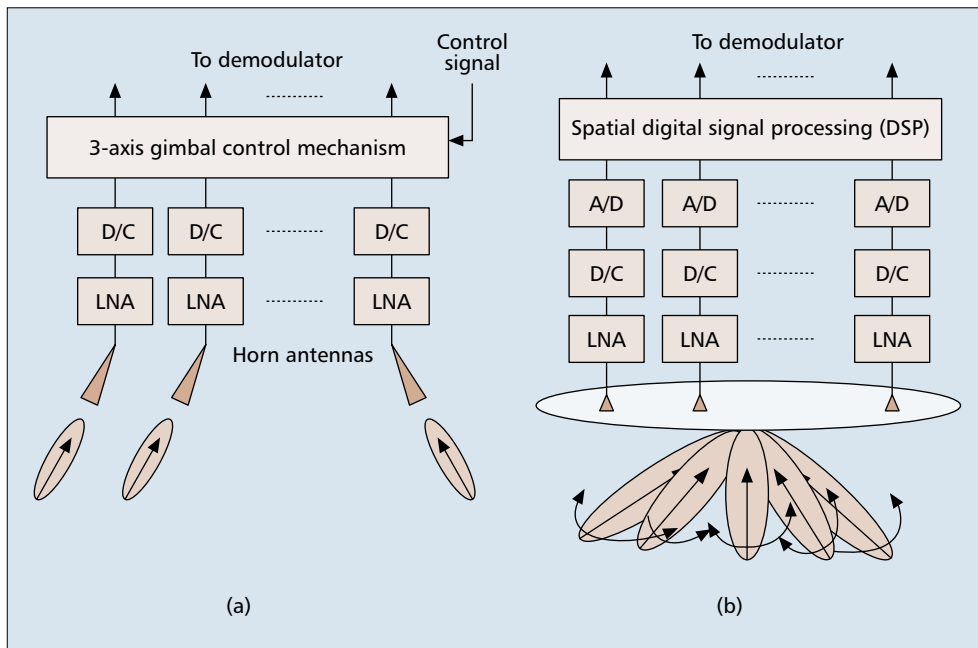 To demodulator
Control
signal
3-axis gimbal control mechanism
D/C D/C D/C
LNA LNA LNA
Horn antennas
(a)
To demodulator
Spatial digital signal processing (DSP)
A/D A/D A/D
D/C D/C D/C
LNA LNA LNA
(b)